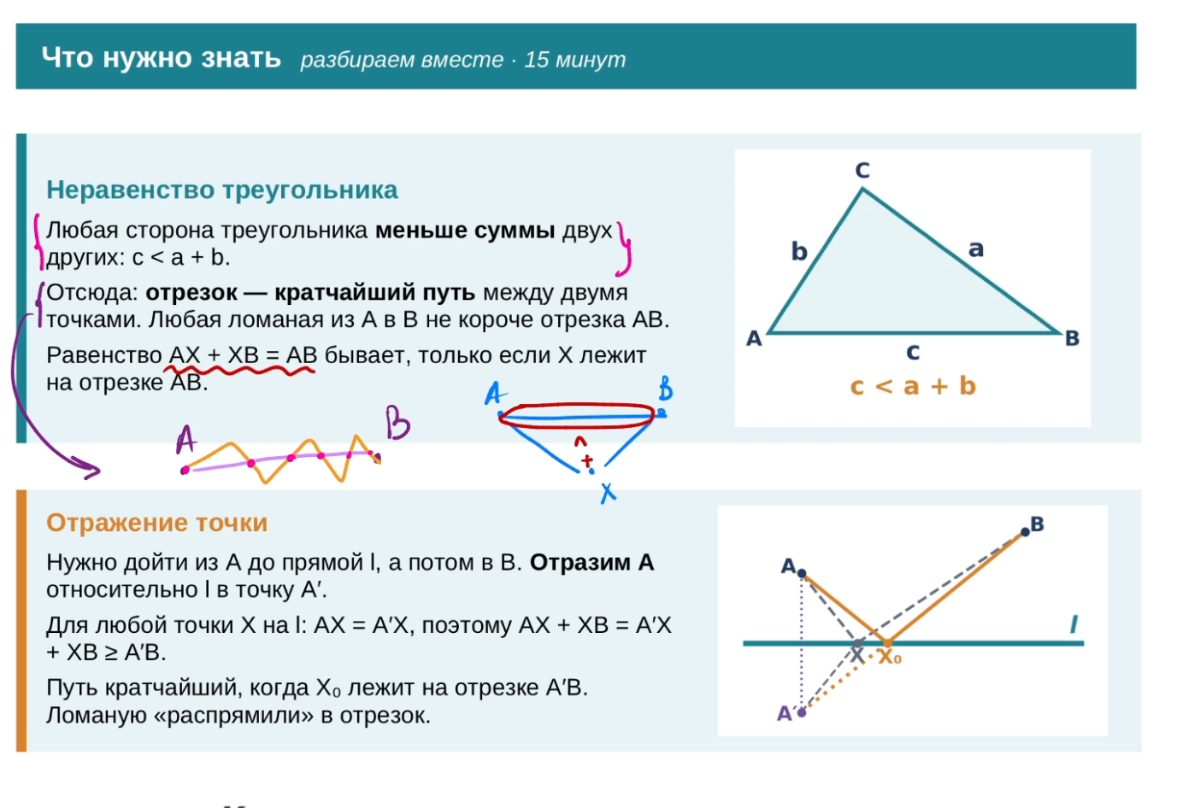 Что нужно знать разбираем вместе · 15 минут
Неравенство треугольника
Любая сторона треугольника меньше суммы двух
других: c < a + b.
Отсюда: отрезок — кратчайший путь между двумя
точками. Любая ломаная из A в B не короче отрезка AB.
Равенство AX + XB = AB бывает, только если X лежит
на отрезке AB.
C
b
a
A
B
c
c < a + b
A
B
A
B
+
X
Отражение точки
Нужно дойти из A до прямой l, а потом в B. Отразим A
относительно l в точку A′.
Для любой точки X на l: AX = A′X, поэтому AX + XB = A′X
+ XB ≥ A′B.
Путь кратчайший, когда X₀ лежит на отрезке A′B.
Ломаную «распрямили» в отрезок.
B
A
l
X
X₀
A′